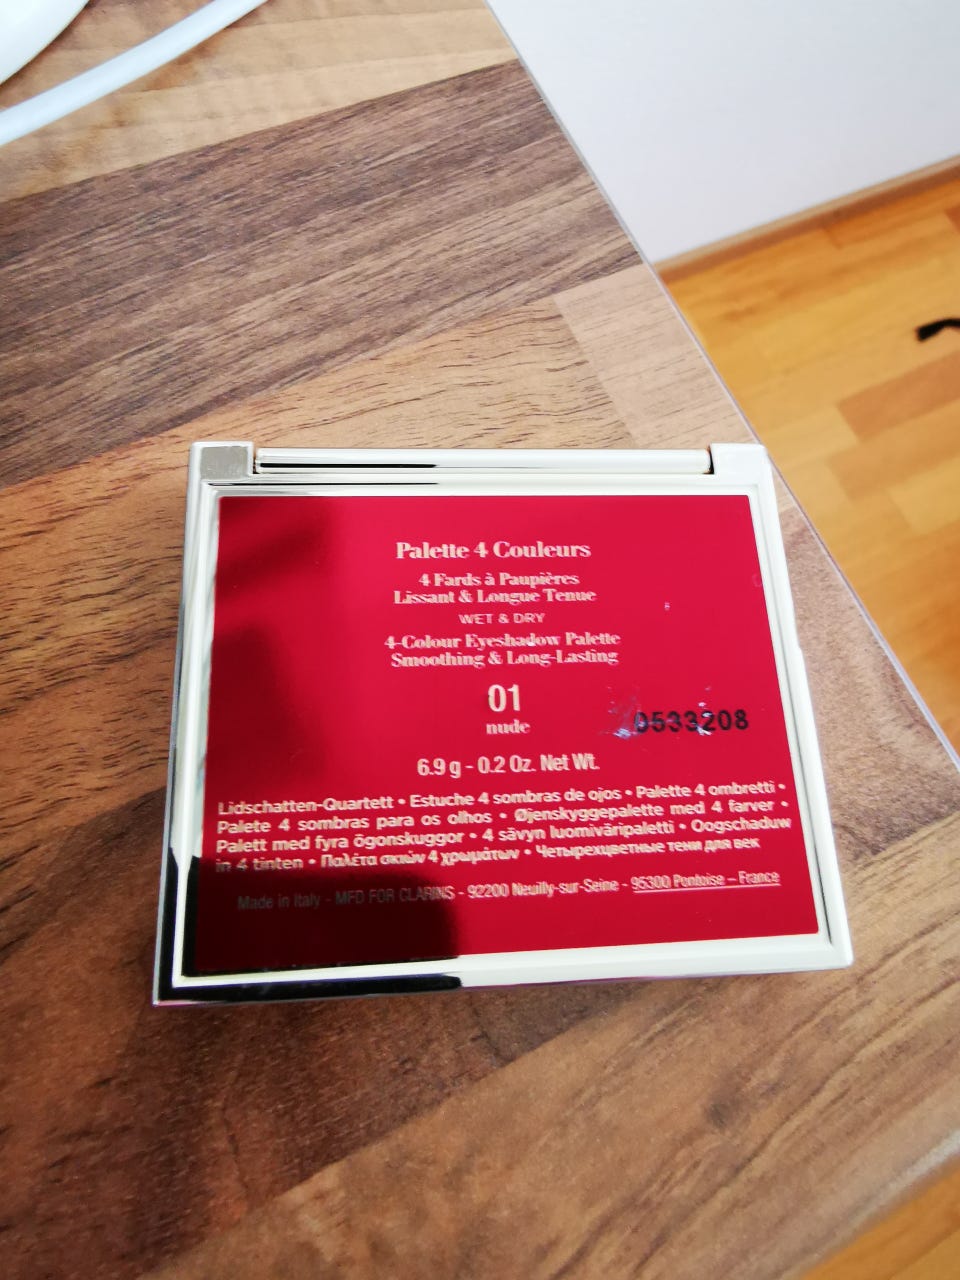 Palette 4 Couleurs
4 Fards à Paupières
Lissant & Longue Tenue
WET & DRY
4-Colour Eyeshadow Palette
Smoothing & Long-Lasting
01
nude
9533208
6.9 g - 0.2 Oz. Net Wt.
Lidschatten-Quartett • Estuche 4 sombras de ojos • Palette 4 ombretti •
Palete 4 sombras para os olhos • Øjenskyggepalette med 4 farver •
Palett med fyra ögonskuggor • 4 sävyn luomiväripaletti • Oogschaduw
in 4 tinten • Παλέτα σκιών 4 χρωμάτων • Четырехцветные тени для век
Made in Italy - MFD FOR CLARINS - 92200 Neuilly-sur-Seine - 95300 Pontoise – France